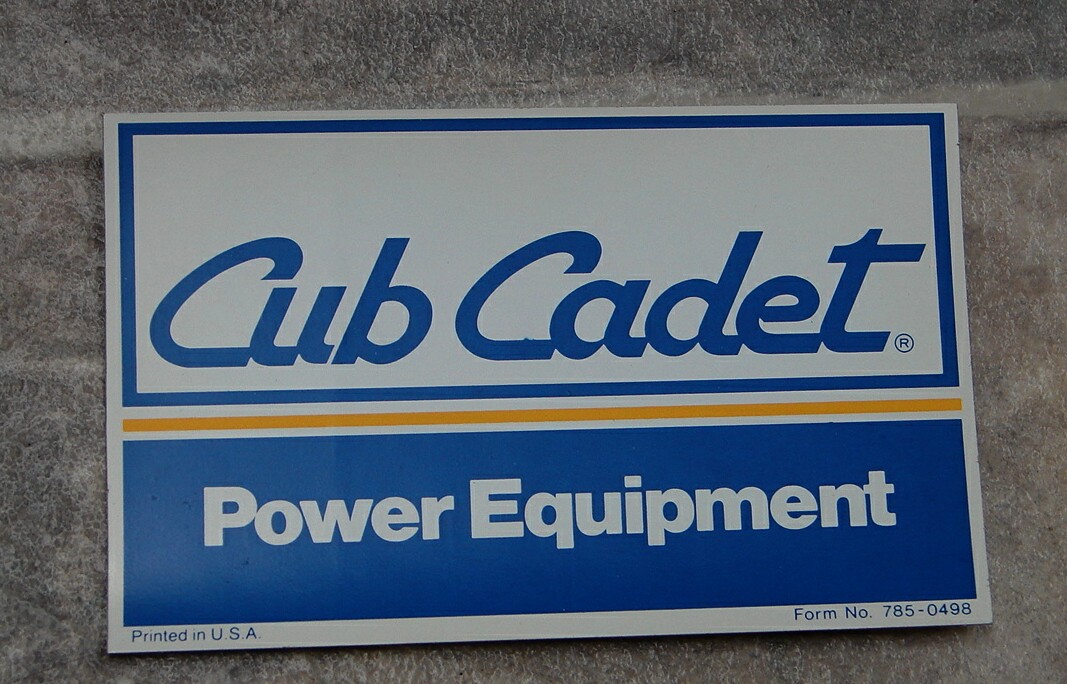 Cub Cadet®
Power Equipment
Printed in U.S.A.
Form No. 785-0498